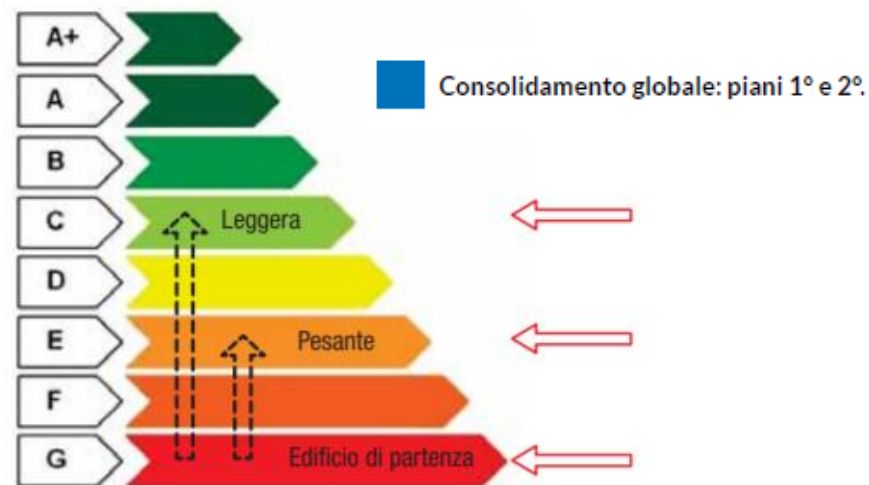 A+
Consolidamento globale: piani 1° e 2°.
A
B
C
Leggera
D
E
Pesante
F
G
Edificio di partenza